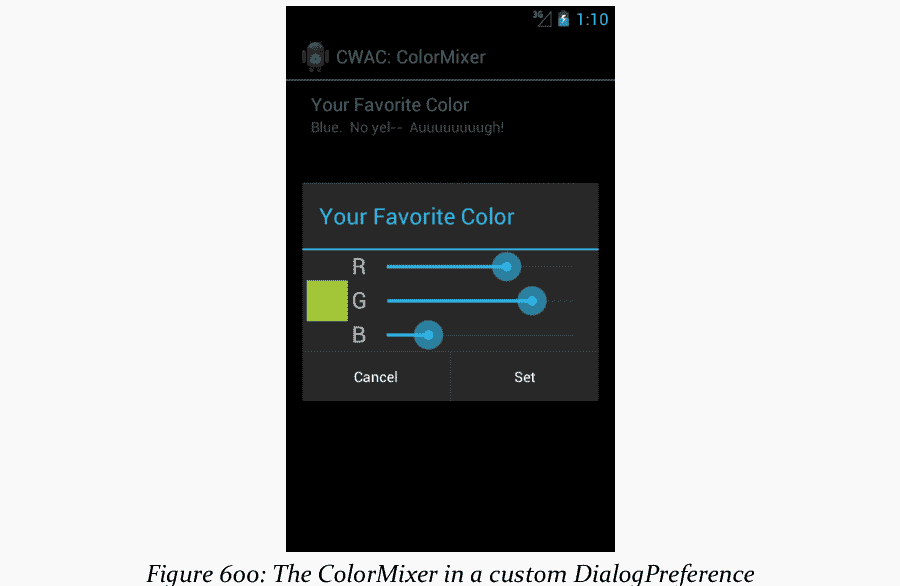 3G 1:10
CWAC: ColorMixer
Your Favorite Color
Blue. No yel-- Auuuuuuuugh!
Your Favorite Color
R
G
B
Cancel Set
Figure 600: The ColorMixer in a custom DialogPreference